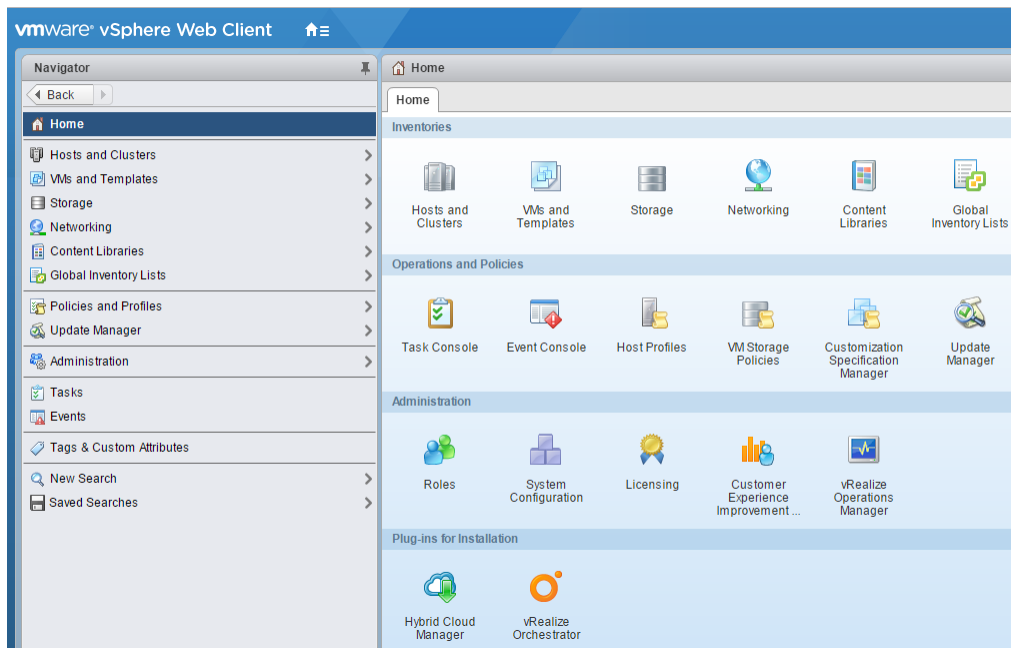 vmware® vSphere Web Client
Navigator
Back
Home
Hosts and Clusters
VMs and Templates
Storage
Networking
Content Libraries
Global Inventory Lists
Policies and Profiles
Update Manager
Administration
Tasks
Events
Tags & Custom Attributes
New Search
Saved Searches
Home
Home
Inventories
Hosts and
Clusters
VMs and
Templates
Storage
Networking
Content
Libraries
Global
Inventory Lists
Operations and Policies
Task Console
Event Console
Host Profiles
VM Storage
Policies
Customization
Specification
Manager
Update
Manager
Administration
Roles
System
Configuration
Licensing
Customer
Experience
Improvement ...
vRealize
Operations
Manager
Plug-ins for Installation
Hybrid Cloud
Manager
vRealize
Orchestrator